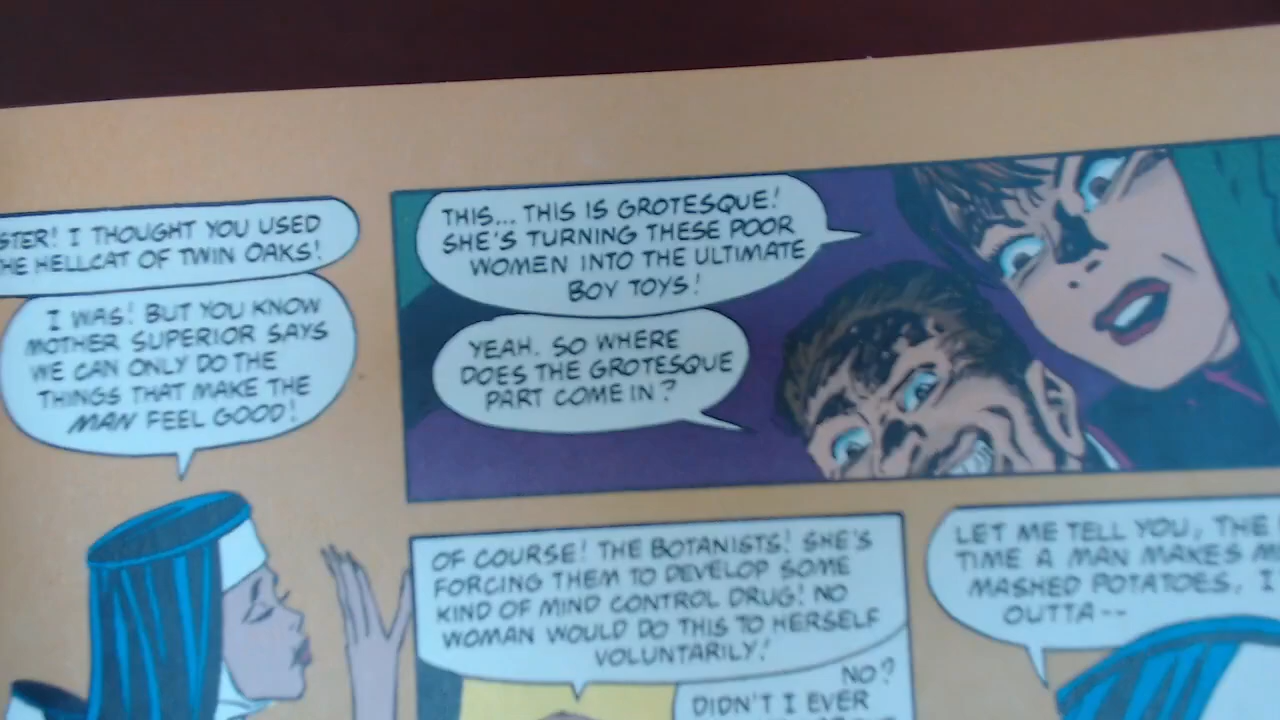 STER! I THOUGHT YOU USED
HE HELLCAT OF TWIN OAKS!
I WAS! BUT YOU KNOW
MOTHER SUPERIOR SAYS
WE CAN ONLY DO THE
THINGS THAT MAKE THE
MAN FEEL GOOD!
THIS... THIS IS GROTESQUE!
SHE'S TURNING THESE POOR
WOMEN INTO THE ULTIMATE
BOY TOYS!
YEAH. SO WHERE
DOES THE GROTESQUE
PART COME IN?
OF COURSE! THE BOTANISTS! SHE'S
FORCING THEM TO DEVELOP SOME
KIND OF MIND CONTROL DRUG! NO
WOMAN WOULD DO THIS TO HERSELF
VOLUNTARILY!
NO?
DIDN'T I EVER
LET ME TELL YOU, THE
TIME A MAN MAKES M
MASHED POTATOES, I
OUTTA--